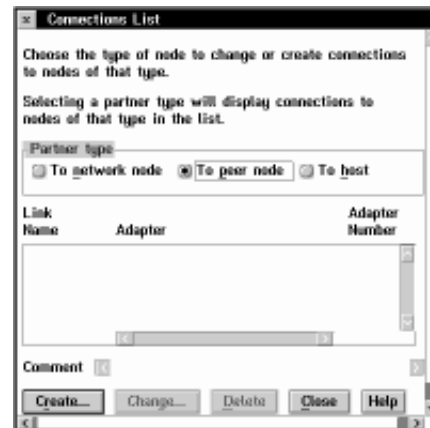 Connections List
Choose the type of node to change or create connections
to nodes of that type.
Selecting a partner type will display connections to
nodes of that type in the list.
Partner type
To network node To peer node To host
Link Adapter
Name Adapter Number
Comment
Create... Change... Delete Close Help